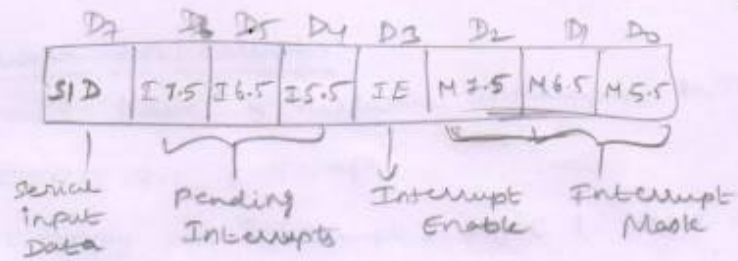 D7 D6 D5 D4 D3 D2 D1 D0
SID I7.5 I6.5 I5.5 IE M7.5 M6.5 M5.5
Serial input Data
Pending Interrupts
Interrupt Enable
Interrupt Mask